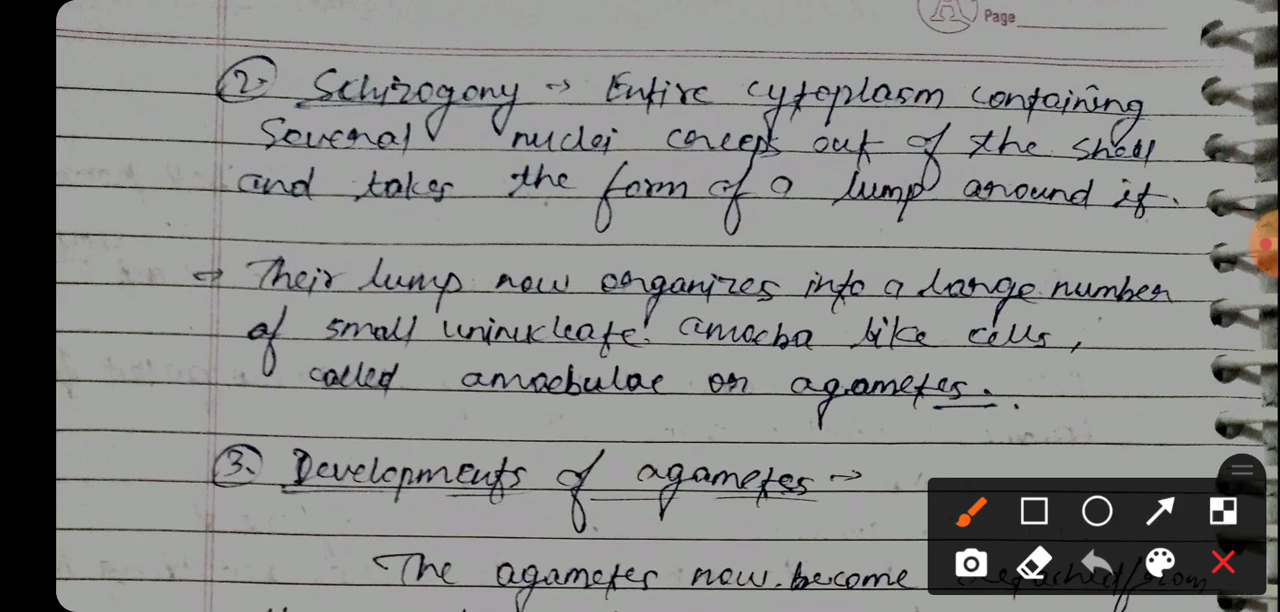 Page
2. Schizogony → Entire cytoplasm containing
Several nuclei creeps out of the shell
and takes the form of a lump around it.
→ Their lump now organizes into a large number
of small uninucleate amoeba like cells,
called amoebulae or agametes.
3. Developments of agametes →
The agametes now become